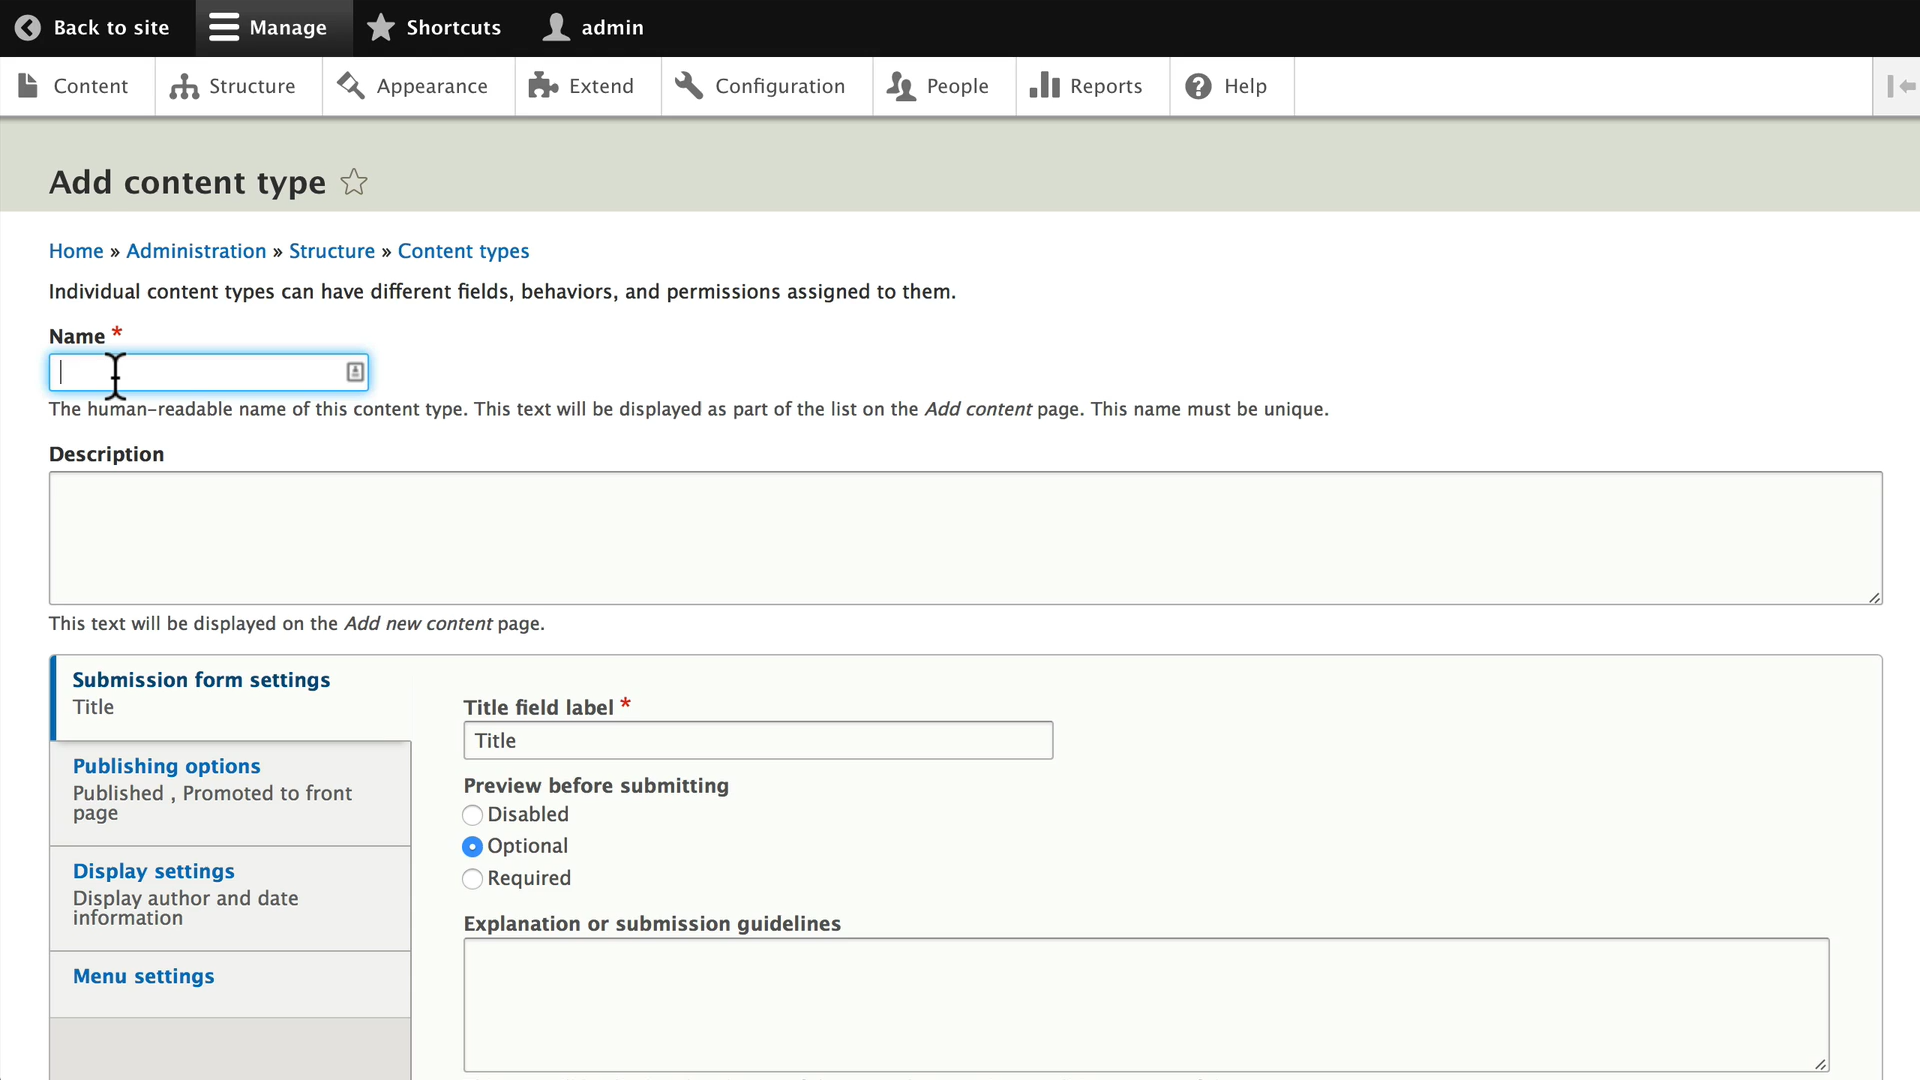 Back to site Manage Shortcuts admin
Content Structure Appearance Extend Configuration People Reports Help
Add content type
Home » Administration » Structure » Content types
Individual content types can have different fields, behaviors, and permissions assigned to them.
Name *
The human-readable name of this content type. This text will be displayed as part of the list on the Add content page. This name must be unique.
Description
This text will be displayed on the Add new content page.
Submission form settings
Title
Publishing options
Published , Promoted to front
page
Display settings
Display author and date
information
Menu settings
Title field label *
Title
Preview before submitting
Disabled
Optional
Required
Explanation or submission guidelines